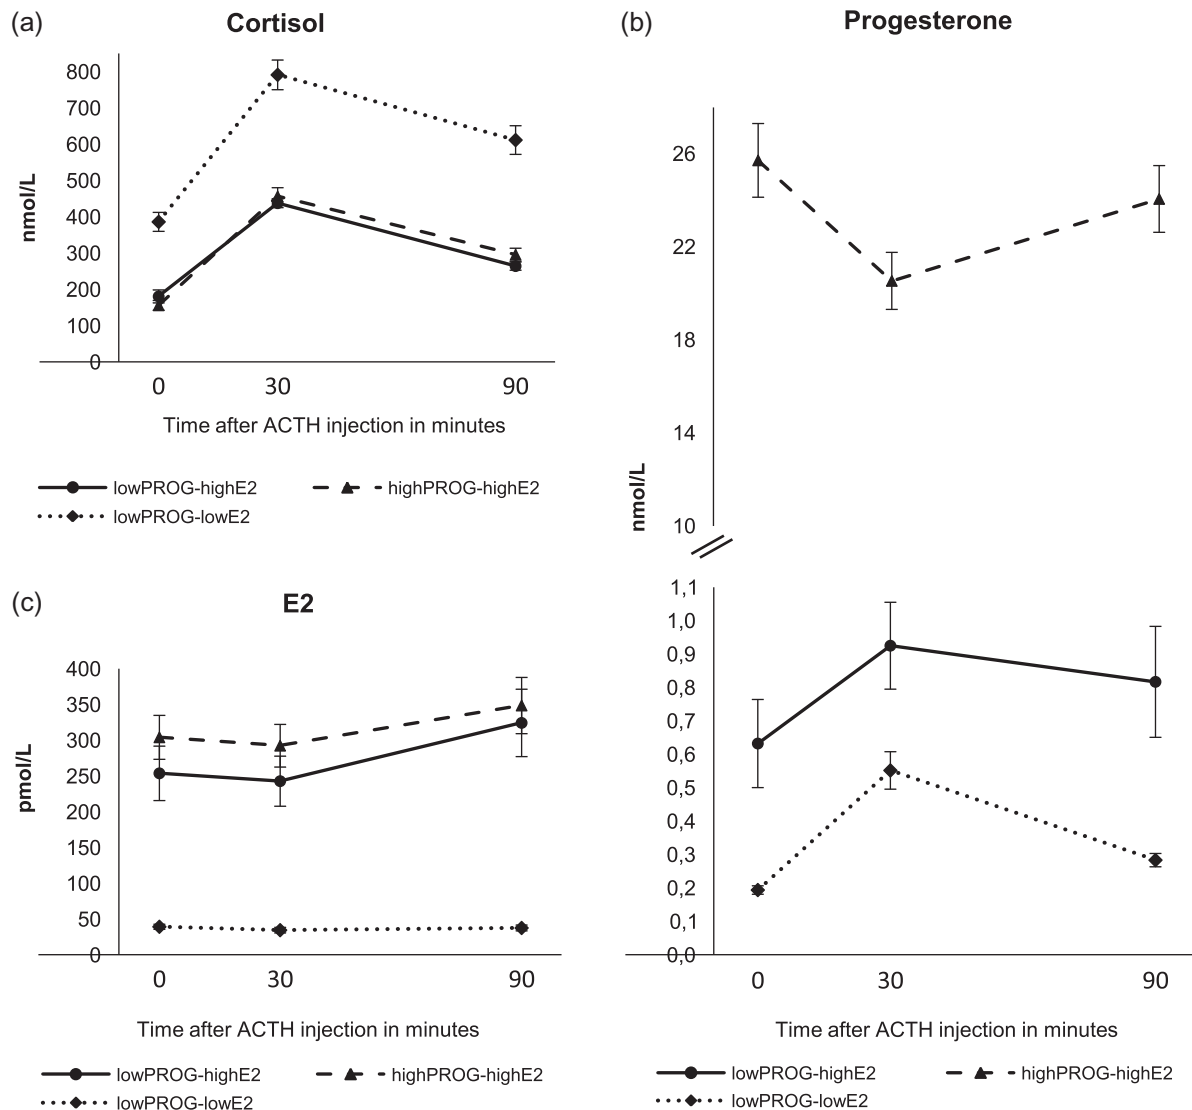 (a)
Cortisol
800
700
600
500
400
300
200
100
0
nmol/L
0 30 90
Time after ACTH injection in minutes
lowPROG-highE2 highPROG-highE2
lowPROG-lowE2
(b)
Progesterone
26
22
18
14
10
nmol/L
1,1
1,0
0,9
0,8
0,7
0,6
0,5
0,4
0,3
0,2
0,1
0,0
0 30 90
Time after ACTH injection in minutes
lowPROG-highE2 highPROG-highE2
lowPROG-lowE2
(c)
E2
400
350
300
250
200
150
100
50
0
pmol/L
0 30 90
Time after ACTH injection in minutes
lowPROG-highE2 highPROG-highE2
lowPROG-lowE2